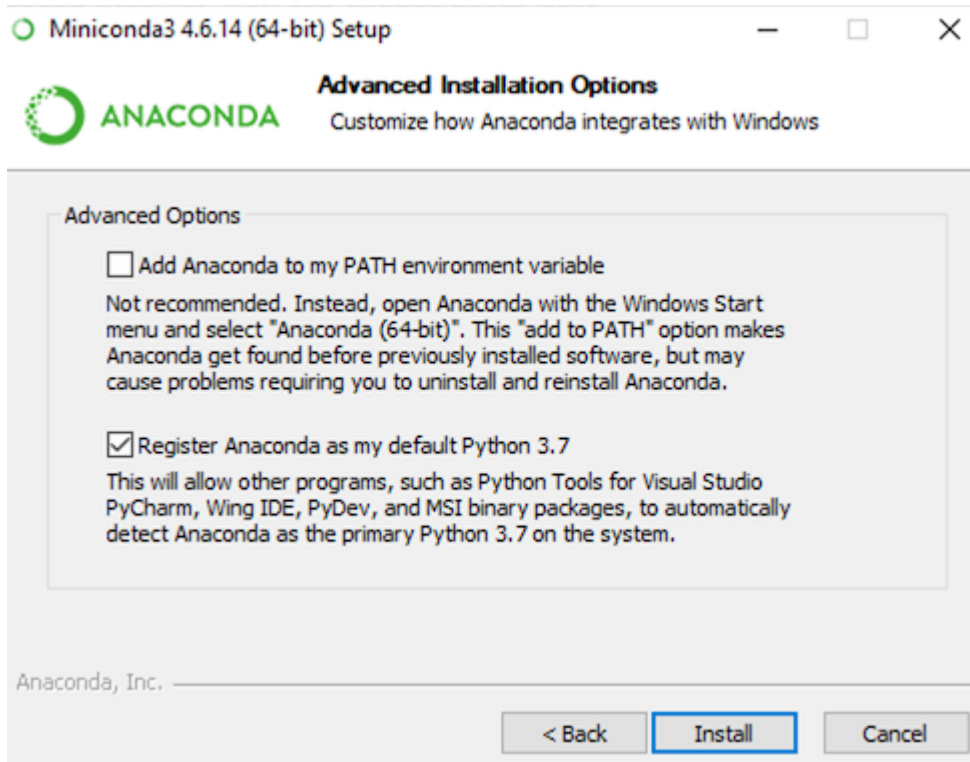 Miniconda3 4.6.14 (64-bit) Setup
ANACONDA
Advanced Installation Options
Customize how Anaconda integrates with Windows
Advanced Options
Add Anaconda to my PATH environment variable
Not recommended. Instead, open Anaconda with the Windows Start
menu and select "Anaconda (64-bit)". This "add to PATH" option makes
Anaconda get found before previously installed software, but may
cause problems requiring you to uninstall and reinstall Anaconda.
Register Anaconda as my default Python 3.7
This will allow other programs, such as Python Tools for Visual Studio
PyCharm, Wing IDE, PyDev, and MSI binary packages, to automatically
detect Anaconda as the primary Python 3.7 on the system.
Anaconda, Inc.
< Back
Install
Cancel